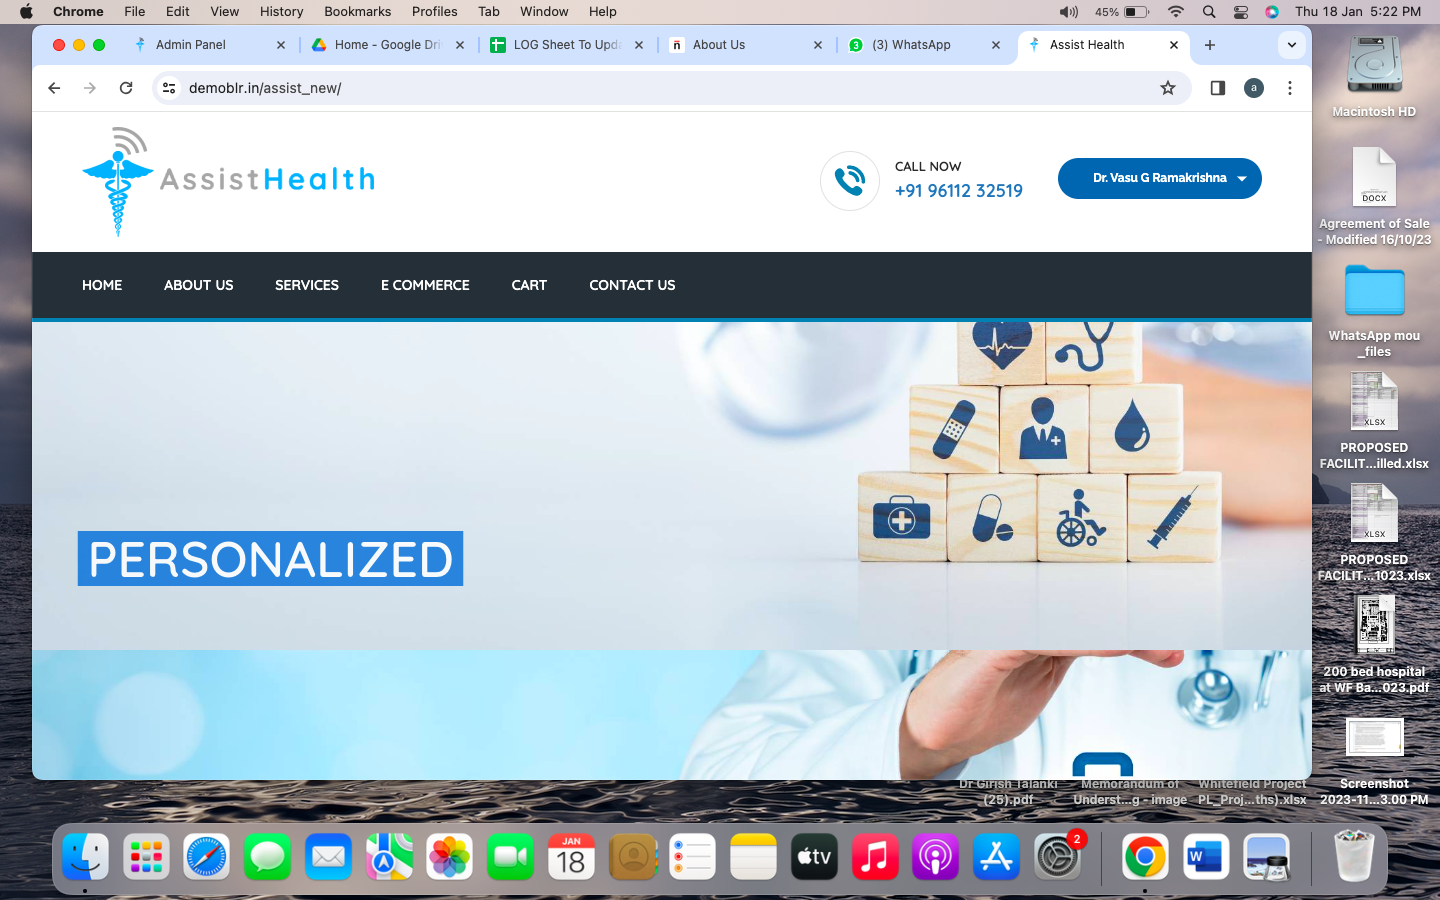 Chrome File Edit View History Bookmarks Profiles Tab Window Help 45% Thu 18 Jan 5:22 PM
Admin Panel Home - Google Dri LOG Sheet To Upda About Us (3) WhatsApp Assist Health
demoblr.in/assist_new/ a
AssistHealth
CALL NOW
+91 96112 32519
Dr. Vasu G Ramakrishna
HOME ABOUT US SERVICES E COMMERCE CART CONTACT US
PERSONALIZED
Macintosh HD
DOCX
Agreement of Sale
- Modified 16/10/23
WhatsApp mou
_files
XLSX
PROPOSED
FACILIT...illed.xlsx
XLSX
PROPOSED
FACILIT...1023.xlsx
200 bed hospital
at WF Ba...023.pdf
Screenshot
2023-11...3.00 PM
Dr Girish Talanki
(25).pdf
Memorandum of
Underst...g - image
Whitefield Project
PL_Proj...ths).xlsx
JAN
18
tv
2
W